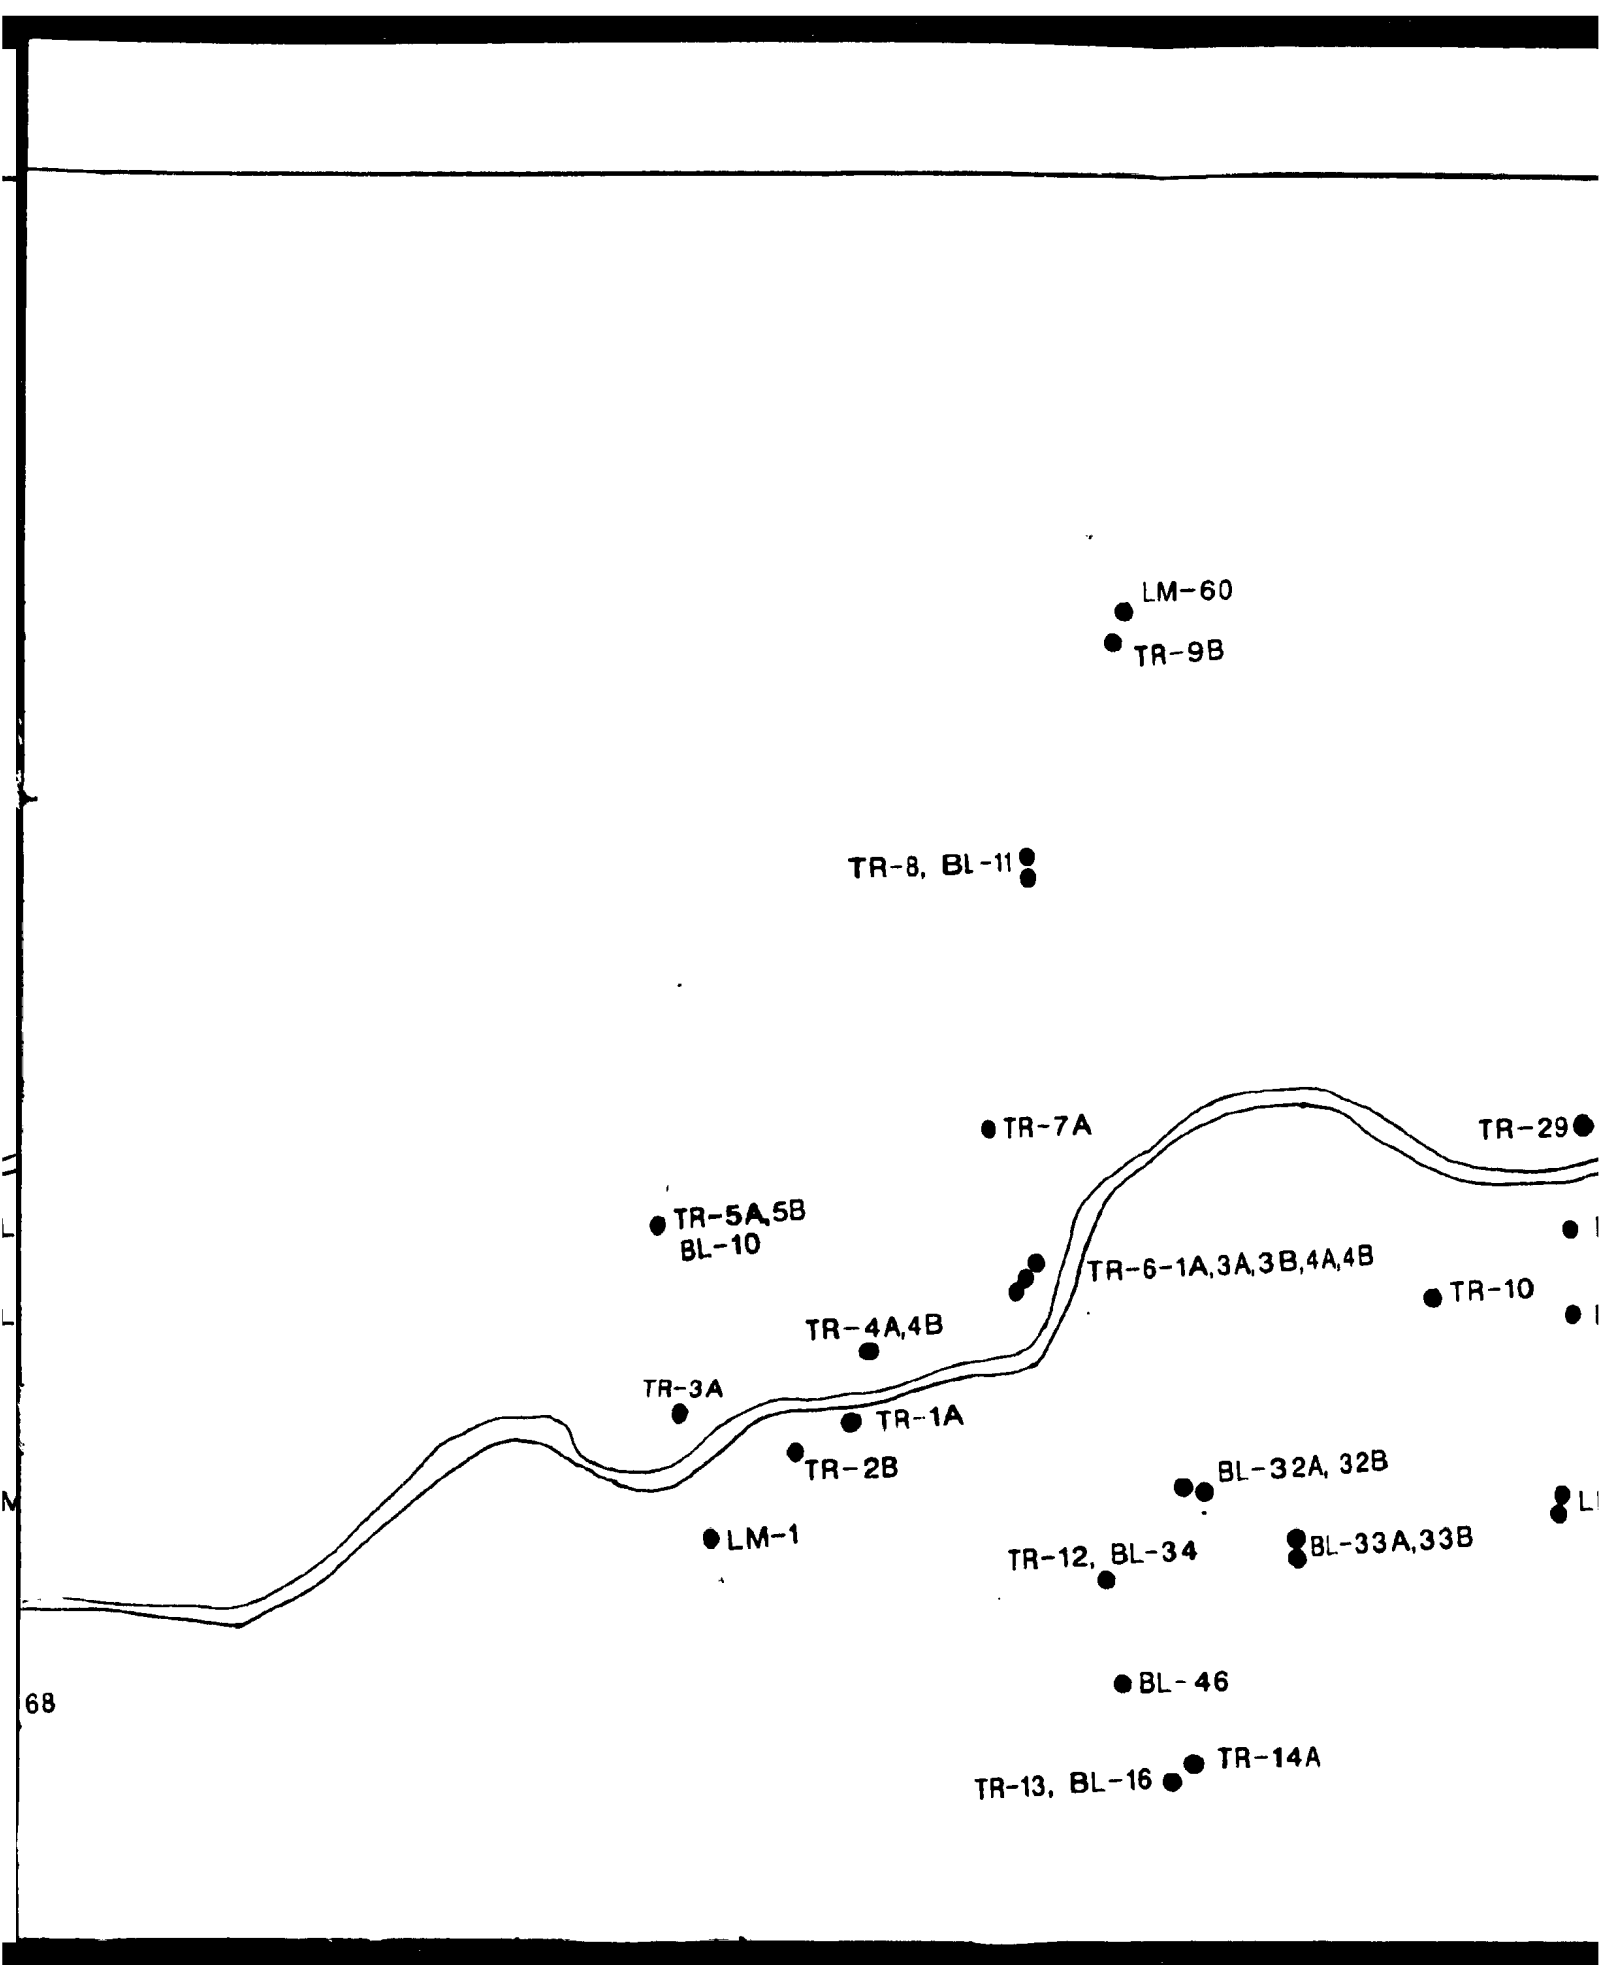 LM-60
TR-9B
TR-8, BL-11
TR-7A
TR-29
TR-5A,5B
BL-10
TR-6-1A,3A,3B,4A,4B
TR-10
TR-4A,4B
TR-3A
TR-1A
TR-2B
BL-32A, 32B
LM-1
BL-33A,33B
TR-12, BL-34
BL-46
68
TR-14A
TR-13, BL-16